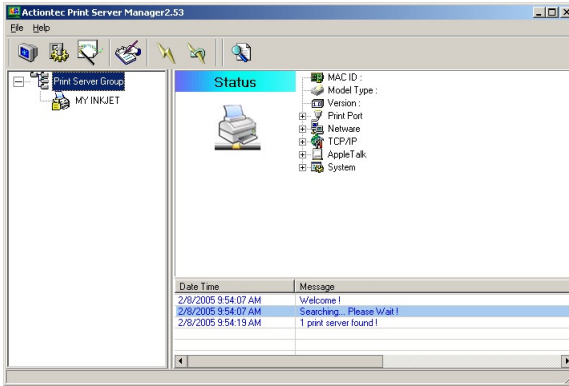 Actiontec Print Server Manager2.53
File Help
Print Server Group
MY INKJET
Status
MAC ID :
Model Type :
Version :
Print Port
Netware
TCP/IP
AppleTalk
System
Date Time Message
2/8/2005 9:54:07 AM Welcome !
2/8/2005 9:54:07 AM Searching... Please Wait !
2/8/2005 9:54:19 AM 1 print server found !